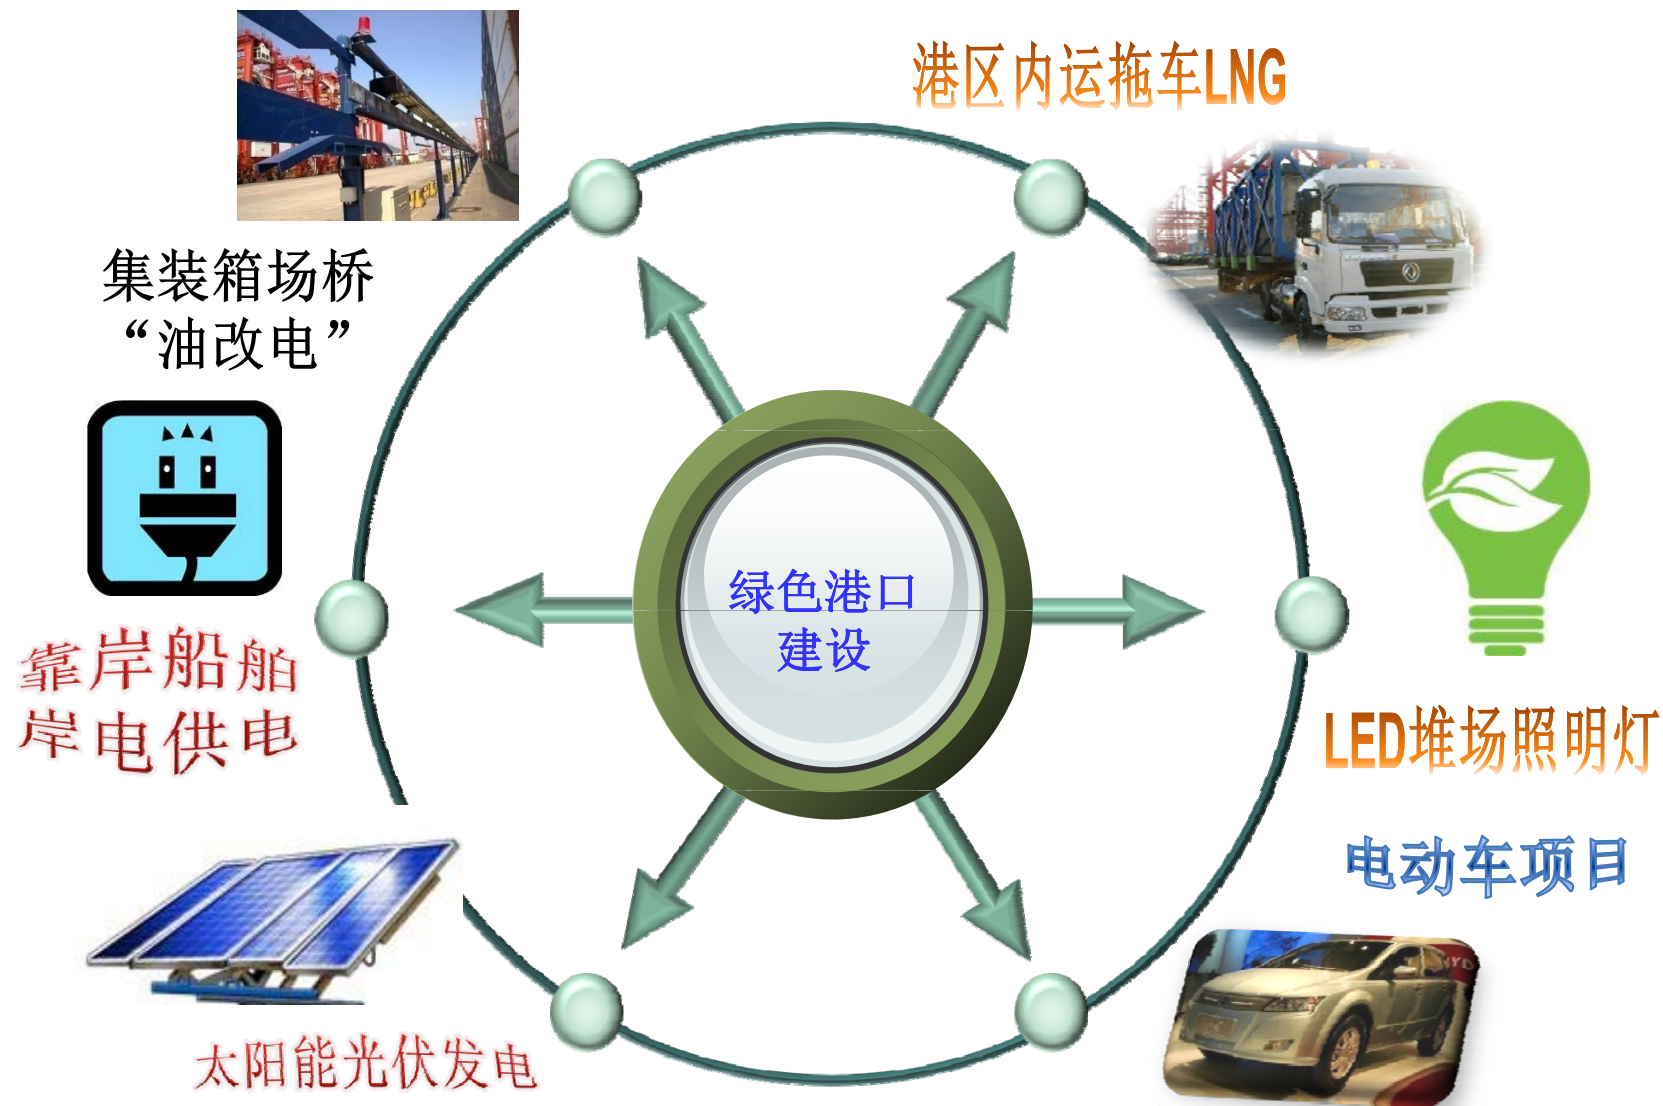 港区内运拖车LNG
集装箱场桥
“油改电”
绿色港口
建设
靠岸船舶
岸电供电
LED堆场照明灯
电动车项目
太阳能光伏发电